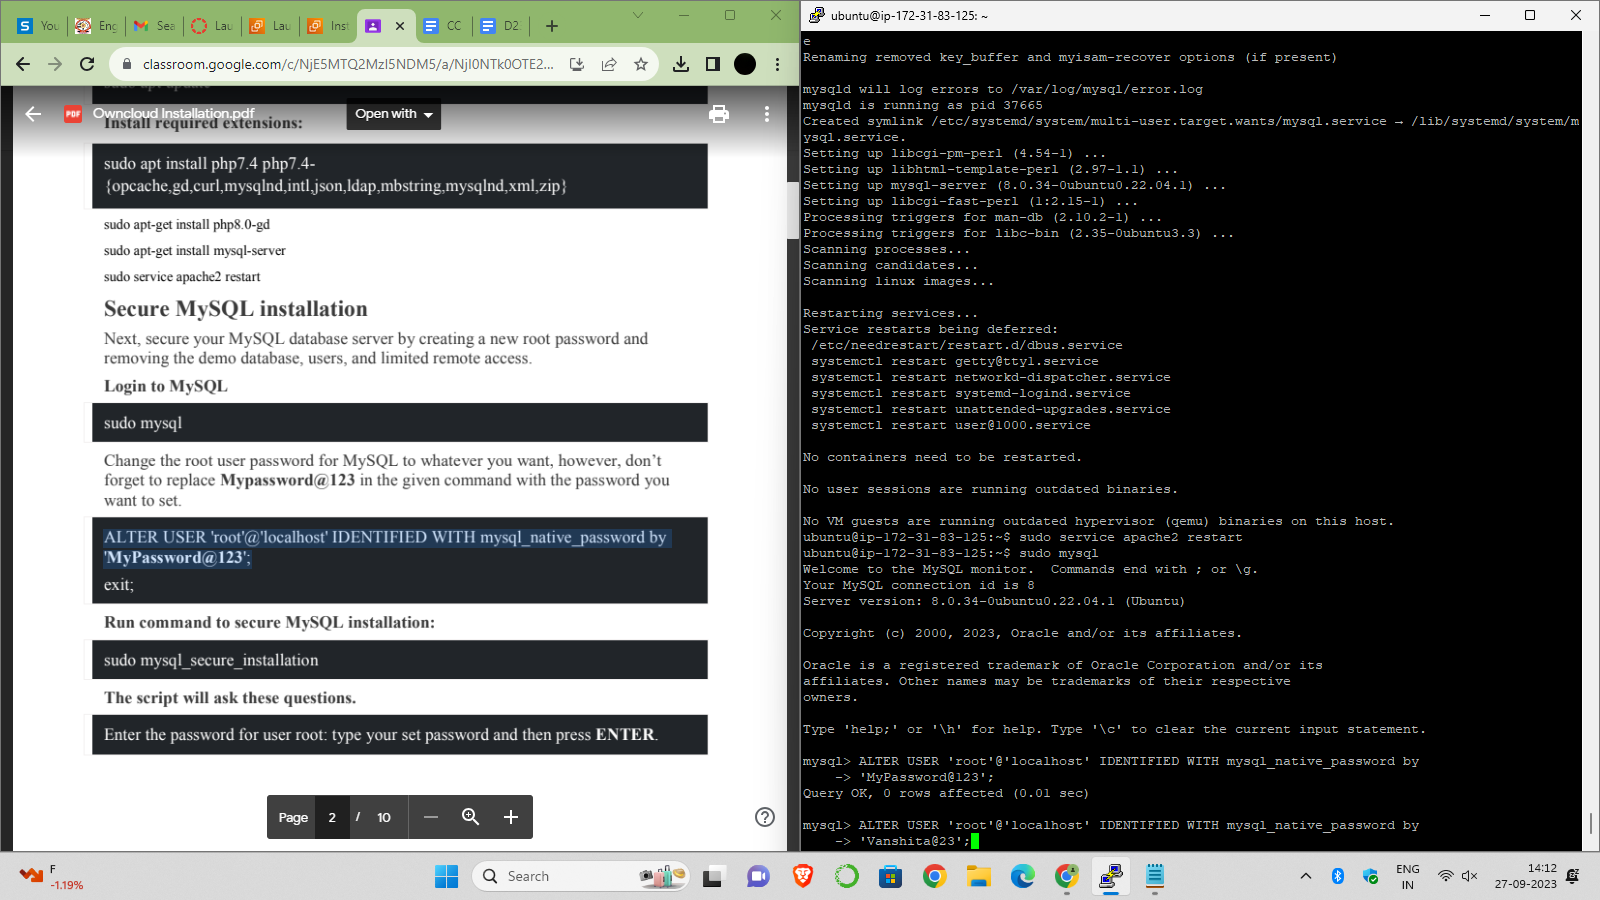 You
Eng
Sea
Lau
Lau
Inst
CC
D2
classroom.google.com/c/NjE5MTQ2MzI5NDM5/a/NjI0NTk0OTE2...
sudo apt update
Owncloud Installation.pdf
Open with
Install required extensions:
sudo apt install php7.4 php7.4-
{opcache,gd,curl,mysqlnd,intl,json,ldap,mbstring,mysqlnd,xml,zip}
sudo apt-get install php8.0-gd
sudo apt-get install mysql-server
sudo service apache2 restart
Secure MySQL installation
Next, secure your MySQL database server by creating a new root password and
removing the demo database, users, and limited remote access.
Login to MySQL
sudo mysql
Change the root user password for MySQL to whatever you want, however, don't
forget to replace Mypassword@123 in the given command with the password you
want to set.
ALTER USER 'root'@'localhost' IDENTIFIED WITH mysql_native_password by
'MyPassword@123';
exit;
Run command to secure MySQL installation:
sudo mysql_secure_installation
The script will ask these questions.
Enter the password for user root: type your set password and then press ENTER.
Page 2 / 10
ubuntu@ip-172-31-83-125: ~
e
Renaming removed key_buffer and myisam-recover options (if present)
mysqld will log errors to /var/log/mysql/error.log
mysqld is running as pid 37665
Created symlink /etc/systemd/system/multi-user.target.wants/mysql.service → /lib/systemd/system/m
ysql.service.
Setting up libcgi-pm-perl (4.54-1) ...
Setting up libhtml-template-perl (2.97-1.1) ...
Setting up mysql-server (8.0.34-0ubuntu0.22.04.1) ...
Setting up libcgi-fast-perl (1:2.15-1) ...
Processing triggers for man-db (2.10.2-1) ...
Processing triggers for libc-bin (2.35-0ubuntu3.3) ...
Scanning processes...
Scanning candidates...
Scanning linux images...
Restarting services...
Service restarts being deferred:
/etc/needrestart/restart.d/dbus.service
systemctl restart getty@tty1.service
systemctl restart networkd-dispatcher.service
systemctl restart systemd-logind.service
systemctl restart unattended-upgrades.service
systemctl restart user@1000.service
No containers need to be restarted.
No user sessions are running outdated binaries.
No VM guests are running outdated hypervisor (qemu) binaries on this host.
ubuntu@ip-172-31-83-125:~$ sudo service apache2 restart
ubuntu@ip-172-31-83-125:~$ sudo mysql
Welcome to the MySQL monitor.  Commands end with ; or \g.
Your MySQL connection id is 8
Server version: 8.0.34-0ubuntu0.22.04.1 (Ubuntu)
Copyright (c) 2000, 2023, Oracle and/or its affiliates.
Oracle is a registered trademark of Oracle Corporation and/or its
affiliates. Other names may be trademarks of their respective
owners.
Type 'help;' or '\h' for help. Type '\c' to clear the current input statement.
mysql> ALTER USER 'root'@'localhost' IDENTIFIED WITH mysql_native_password by
-> 'MyPassword@123';
Query OK, 0 rows affected (0.01 sec)
mysql> ALTER USER 'root'@'localhost' IDENTIFIED WITH mysql_native_password by
-> 'Vanshita@23';
F
-1.19%
Search
ENG
IN
14:12
27-09-2023